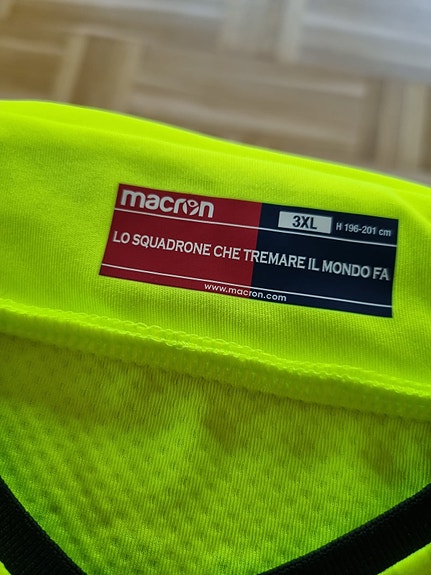 macron
3XL H 196-201 cm
LO SQUADRONE CHE TREMARE IL MONDO FA
www.macron.com